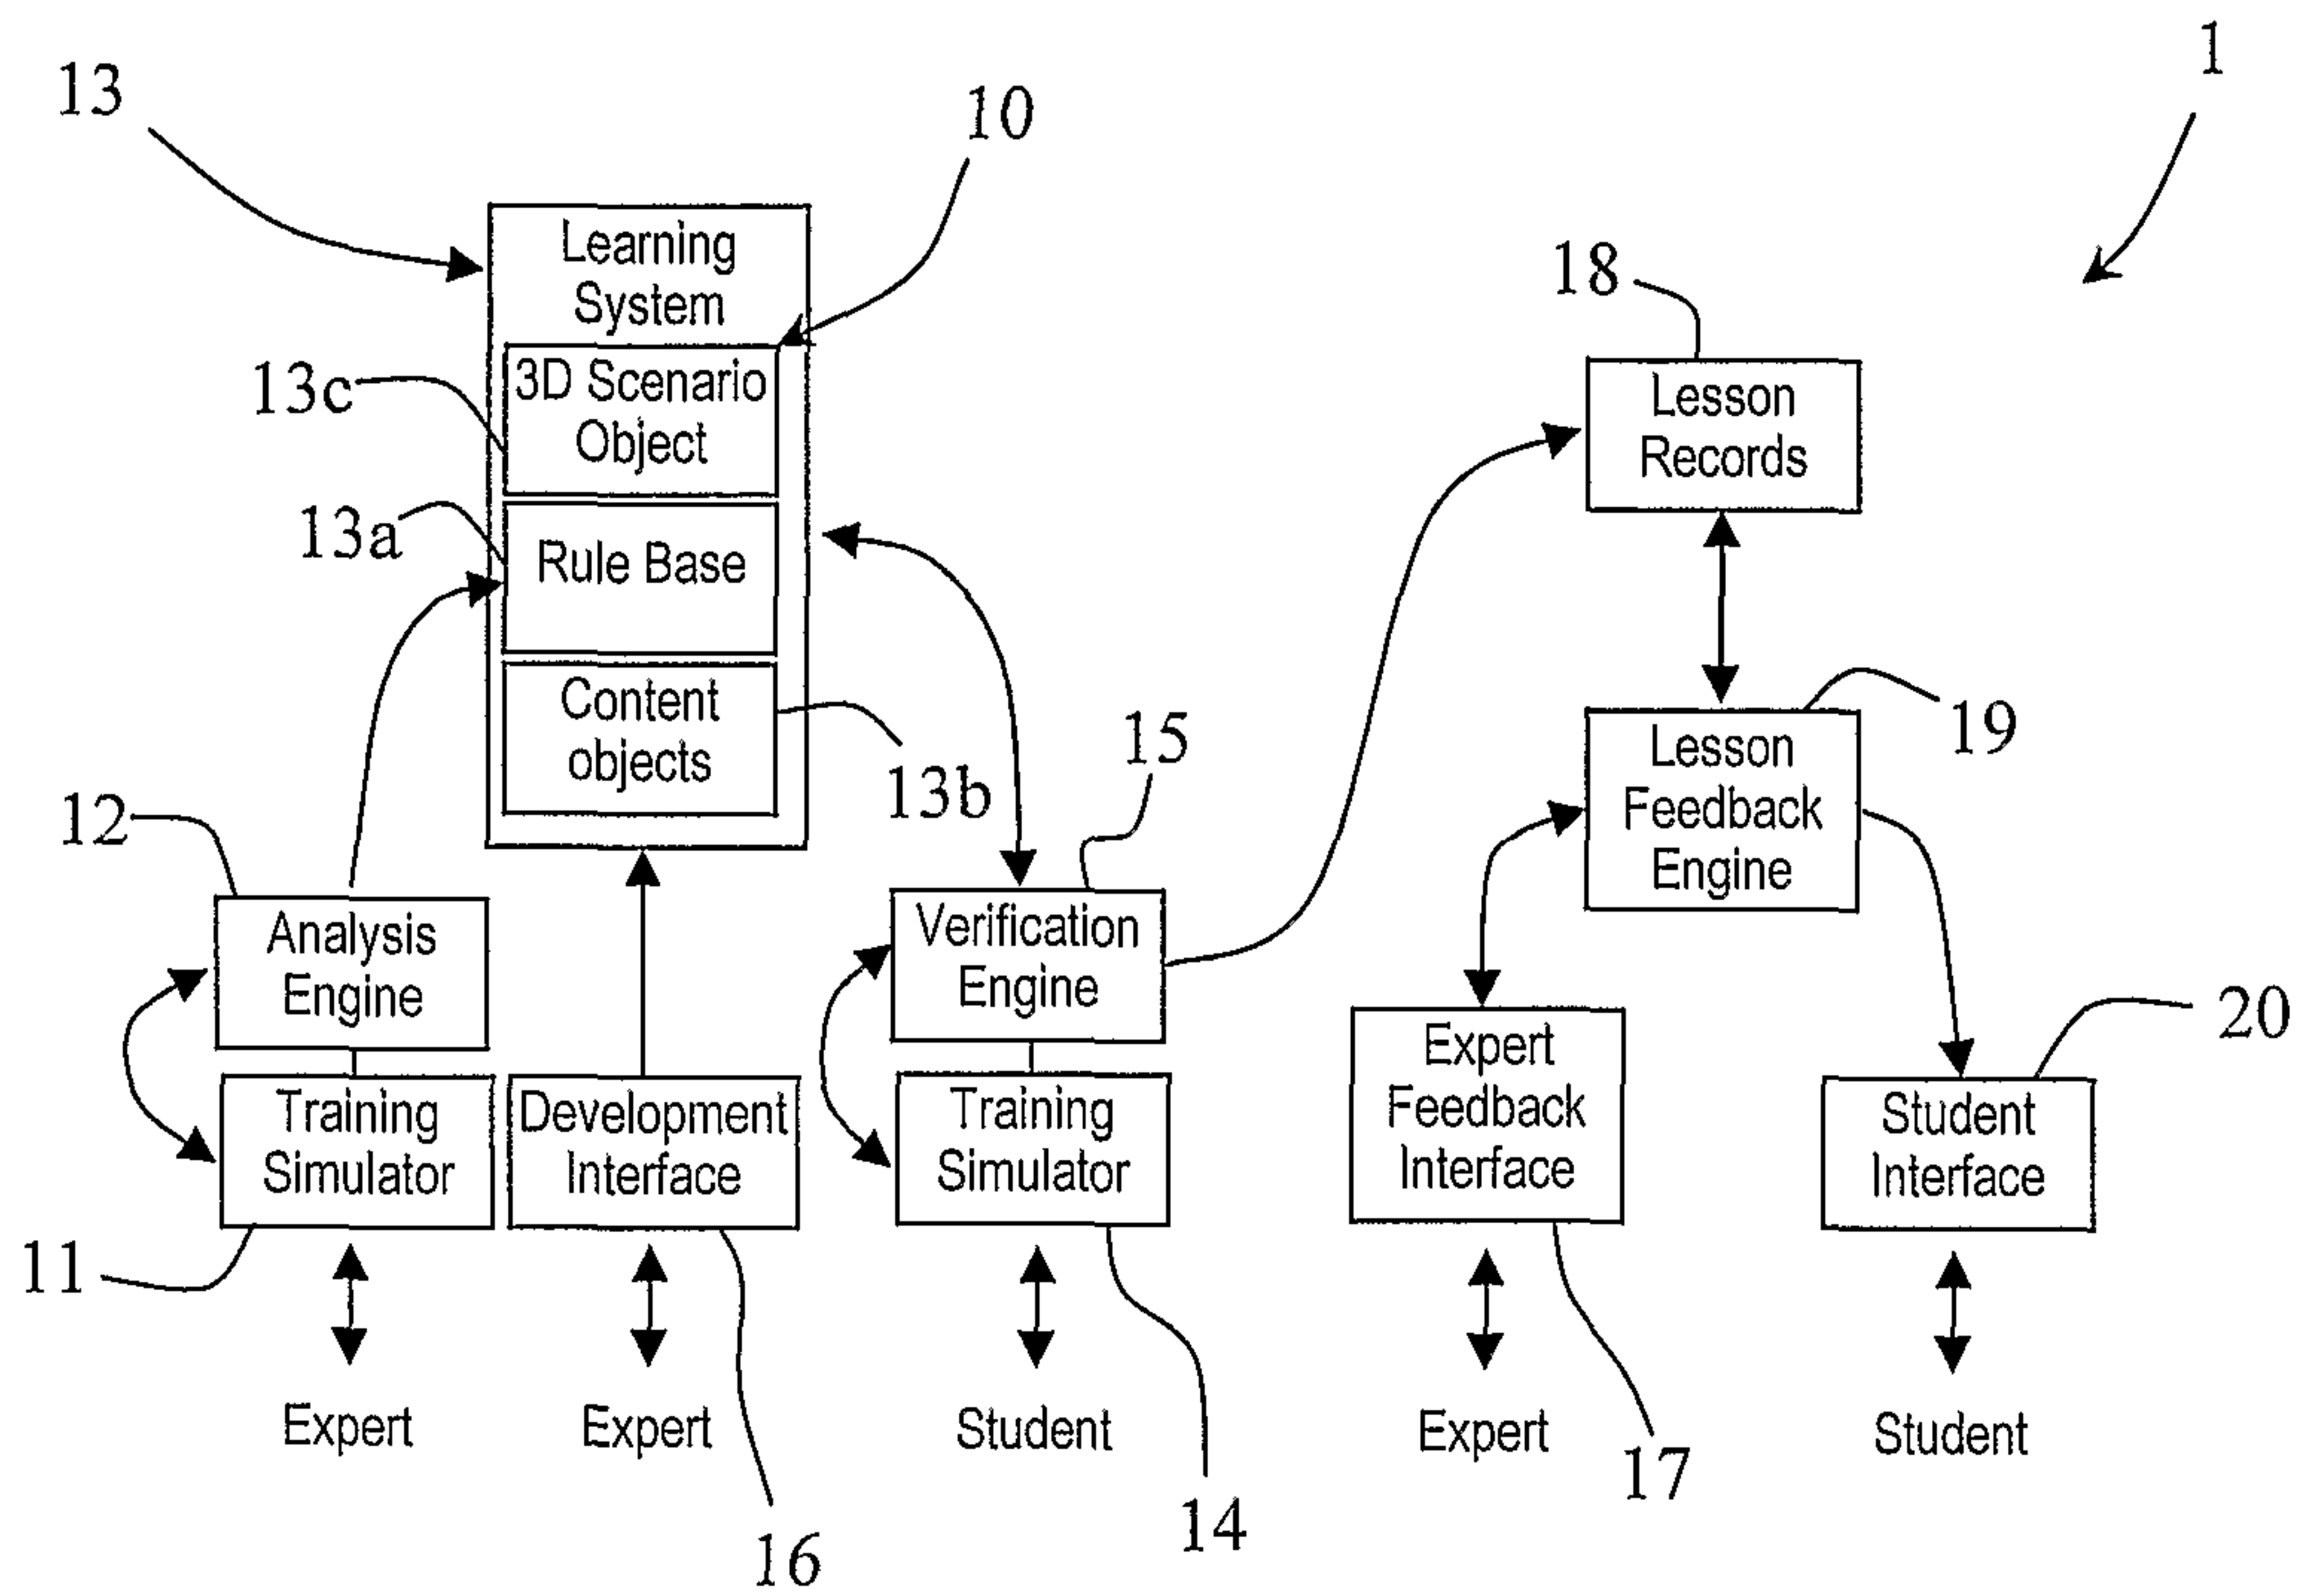 1
13
10
Learning
System
18
3D Scenario
Object
13c
Lesson
Records
13a
Rule Base
Content
objects
13b
15
19
Lesson
Feedback
Engine
12
Analysis
Engine
Verification
Engine
20
Expert
Feedback
Interface
Training
Simulator
Development
Interface
Training
Simulator
Student
Interface
11
Expert
Expert
Student
Expert
Student
17
14
16